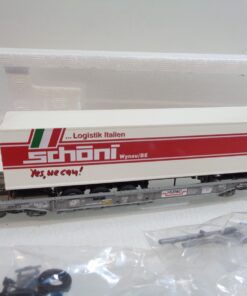 ... Logistik Italien
schöni
Wynau/BE
Yes, we can!